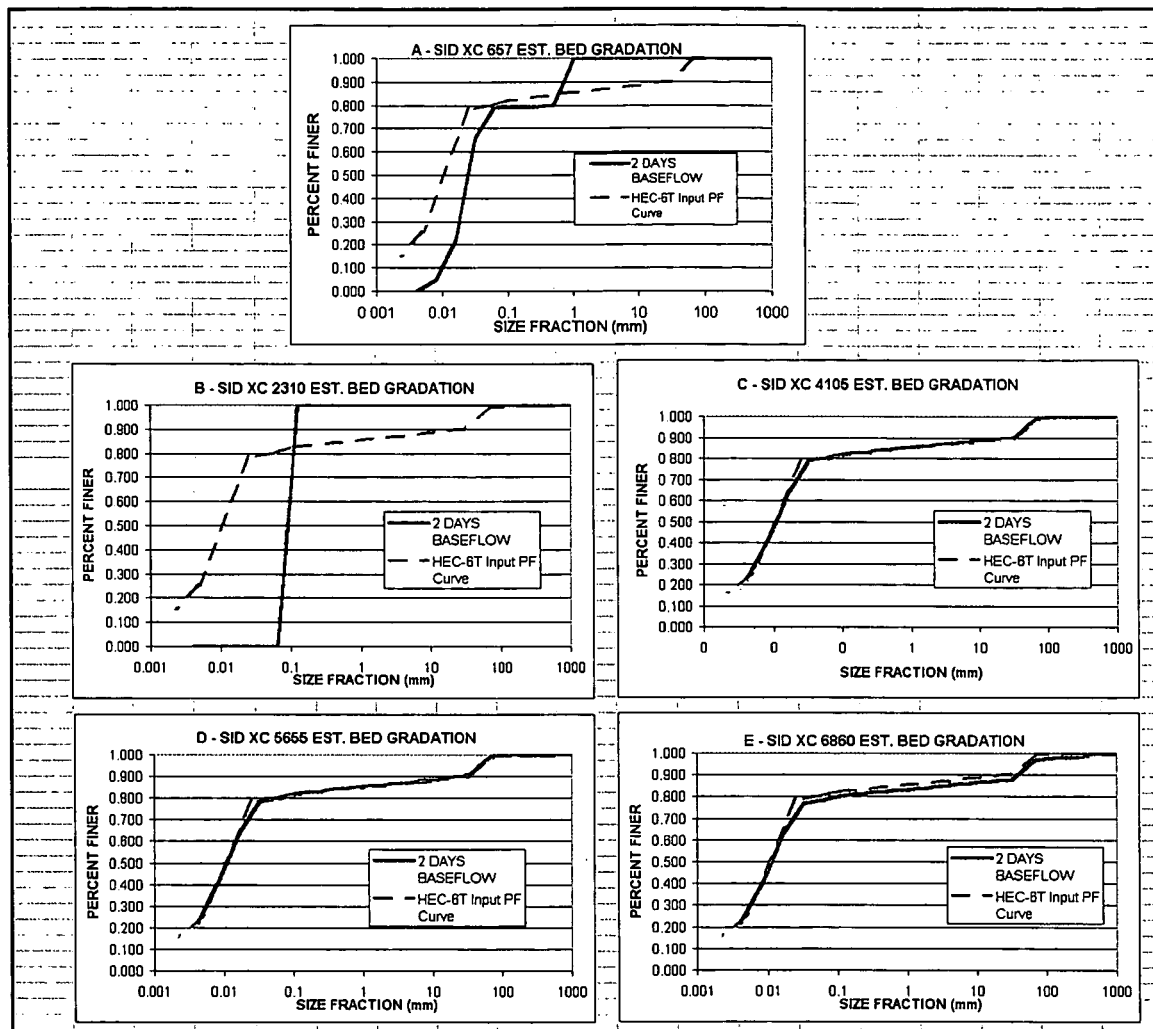 A - SID XC 657 EST. BED GRADATION
PERCENT FINER
1.000
0.900
0.800
0.700
0.600
0.500
0.400
0.300
0.200
0.100
0.000
2 DAYS
BASEFLOW
HEC-6T Input PF
Curve
0.001 0.01 0.1 1 10 100 1000
SIZE FRACTION (mm)
B - SID XC 2310 EST. BED GRADATION
PERCENT FINER
1.000
0.900
0.800
0.700
0.600
0.500
0.400
0.300
0.200
0.100
0.000
2 DAYS
BASEFLOW
HEC-6T Input PF
Curve
0.001 0.01 0.1 1 10 100 1000
SIZE FRACTION (mm)
C - SID XC 4105 EST. BED GRADATION
PERCENT FINER
1.000
0.900
0.800
0.700
0.600
0.500
0.400
0.300
0.200
0.100
0.000
2 DAYS
BASEFLOW
HEC-6T Input PF
Curve
0 0 0 1 10 100 1000
SIZE FRACTION (mm)
D - SID XC 5655 EST. BED GRADATION
PERCENT FINER
1.000
0.900
0.800
0.700
0.600
0.500
0.400
0.300
0.200
0.100
0.000
2 DAYS
BASEFLOW
HEC-6T Input PF
Curve
0.001 0.01 0.1 1 10 100 1000
SIZE FRACTION (mm)
E - SID XC 6860 EST. BED GRADATION
PERCENT FINER
1.000
0.900
0.800
0.700
0.600
0.500
0.400
0.300
0.200
0.100
0.000
2 DAYS
BASEFLOW
HEC-6T Input PF
Curve
0.001 0.01 0.1 1 10 100 1000
SIZE FRACTION (mm)